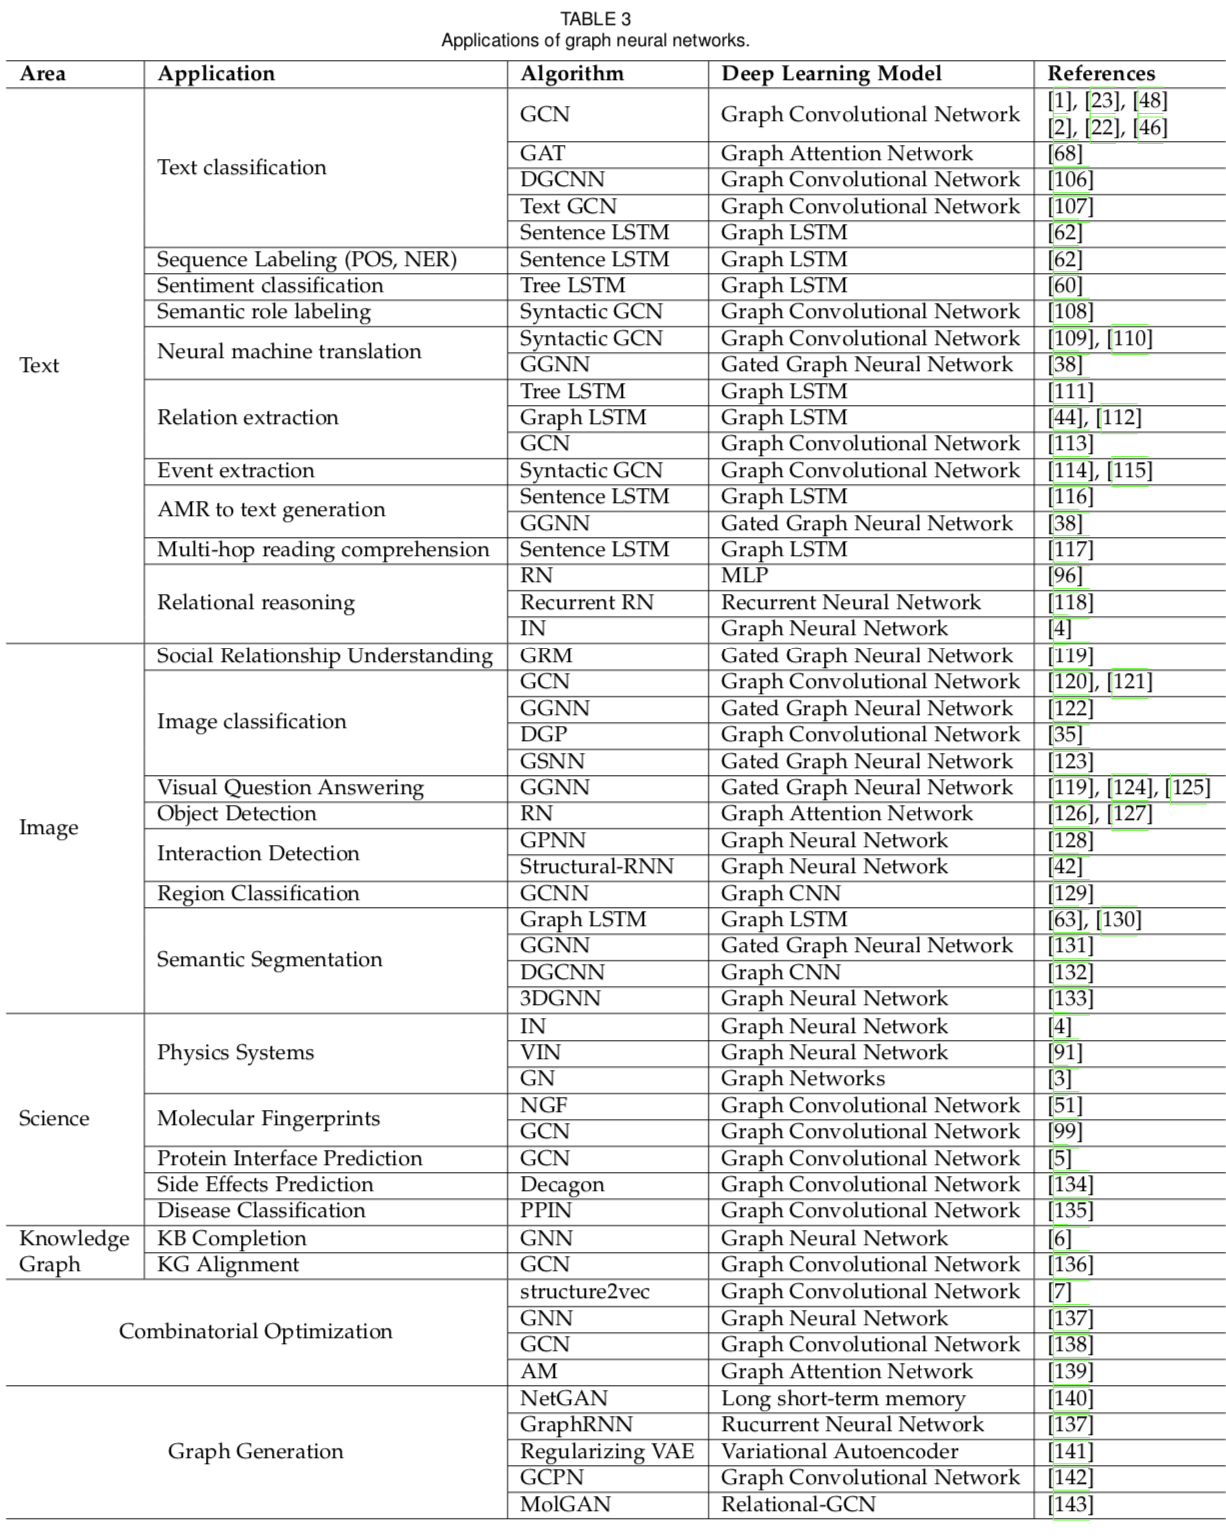 TABLE 3
Applications of graph neural networks.
Area Application Algorithm Deep Learning Model References
Text Text classification GCN Graph Convolutional Network [1], [23], [48]
[2], [22], [46]
GAT Graph Attention Network [68]
DGCNN Graph Convolutional Network [106]
Text GCN Graph Convolutional Network [107]
Sentence LSTM Graph LSTM [62]
Sequence Labeling (POS, NER) Sentence LSTM Graph LSTM [62]
Sentiment classification Tree LSTM Graph LSTM [60]
Semantic role labeling Syntactic GCN Graph Convolutional Network [108]
Neural machine translation Syntactic GCN Graph Convolutional Network [109], [110]
GGNN Gated Graph Neural Network [38]
Relation extraction Tree LSTM Graph LSTM [111]
Graph LSTM Graph LSTM [44], [112]
GCN Graph Convolutional Network [113]
Event extraction Syntactic GCN Graph Convolutional Network [114], [115]
AMR to text generation Sentence LSTM Graph LSTM [116]
GGNN Gated Graph Neural Network [38]
Multi-hop reading comprehension Sentence LSTM Graph LSTM [117]
Relational reasoning RN MLP [96]
Recurrent RN Recurrent Neural Network [118]
IN Graph Neural Network [4]
Image Social Relationship Understanding GRM Gated Graph Neural Network [119]
Image classification GCN Graph Convolutional Network [120], [121]
GGNN Gated Graph Neural Network [122]
DGP Graph Convolutional Network [35]
GSNN Gated Graph Neural Network [123]
Visual Question Answering GGNN Gated Graph Neural Network [119], [124], [125]
Object Detection RN Graph Attention Network [126], [127]
Interaction Detection GPNN Graph Neural Network [128]
Structural-RNN Graph Neural Network [42]
Region Classification GCNN Graph CNN [129]
Semantic Segmentation Graph LSTM Graph LSTM [63], [130]
GGNN Gated Graph Neural Network [131]
DGCNN Graph CNN [132]
3DGNN Graph Neural Network [133]
Science Physics Systems IN Graph Neural Network [4]
VIN Graph Neural Network [91]
GN Graph Networks [3]
Molecular Fingerprints NGF Graph Convolutional Network [51]
GCN Graph Convolutional Network [99]
Protein Interface Prediction GCN Graph Convolutional Network [5]
Side Effects Prediction Decagon Graph Convolutional Network [134]
Disease Classification PPIN Graph Convolutional Network [135]
Knowledge KB Completion GNN Graph Neural Network [6]
Graph KG Alignment GCN Graph Convolutional Network [136]
Combinatorial Optimization structure2vec Graph Convolutional Network [7]
GNN Graph Neural Network [137]
GCN Graph Convolutional Network [138]
AM Graph Attention Network [139]
Graph Generation NetGAN Long short-term memory [140]
GraphRNN Rucurrent Neural Network [137]
Regularizing VAE Variational Autoencoder [141]
GCPN Graph Convolutional Network [142]
MolGAN Relational-GCN [143]